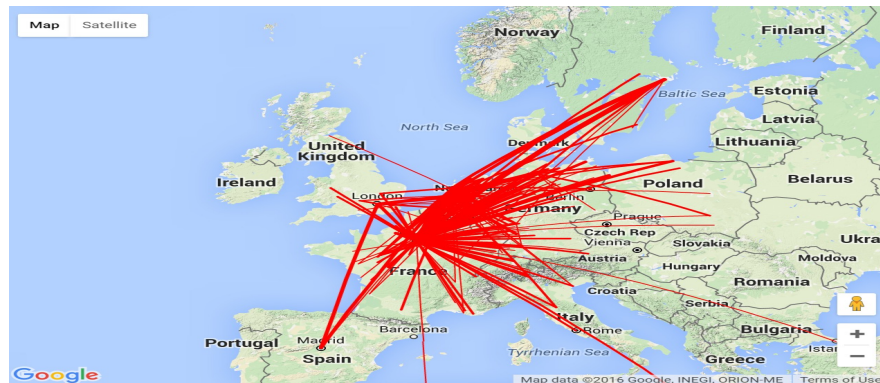 Map Satellite
Norway
Finland
Estonia
Baltic Sea
Latvia
North Sea
Lithuania
United
Kingdom
Ireland
Belarus
Poland
London
Prague
Czech Rep
Vienna
Slovakia
Ukra
Austria
Moldova
Hungary
France
Croatia
Romania
Serbia
Italy
Bulgaria
Barcelona
Rome
Portugal
Madrid
Spain
Istan
Tyrrhenian Sea
Greece
Google
Map data ©2016 Google, INEGI, ORION-ME Terms of Use